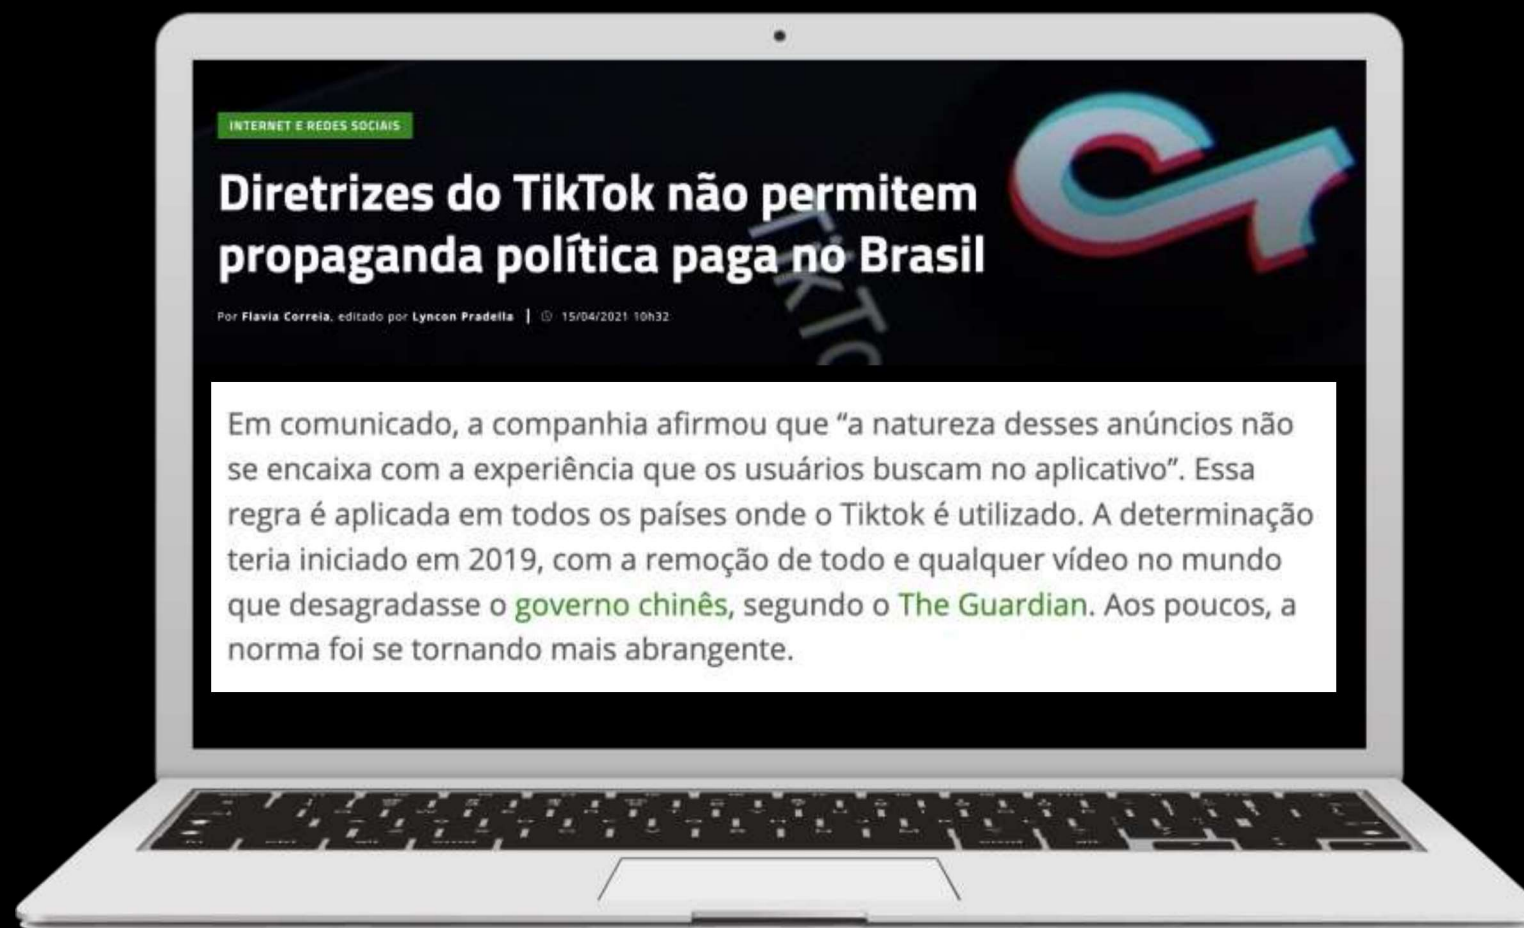 INTERNET E REDES SOCIAIS
Diretrizes do TikTok não permitem
propaganda política paga no Brasil
Por Flavia Correia, editado por Lyncon Pradella | 15/04/2021 10h32
TikTo
Em comunicado, a companhia afirmou que “a natureza desses anúncios não
se encaixa com a experiência que os usuários buscam no aplicativo”. Essa
regra é aplicada em todos os países onde o Tiktok é utilizado. A determinação
teria iniciado em 2019, com a remoção de todo e qualquer vídeo no mundo
que desagradasse o governo chinês, segundo o The Guardian. Aos poucos, a
norma foi se tornando mais abrangente.